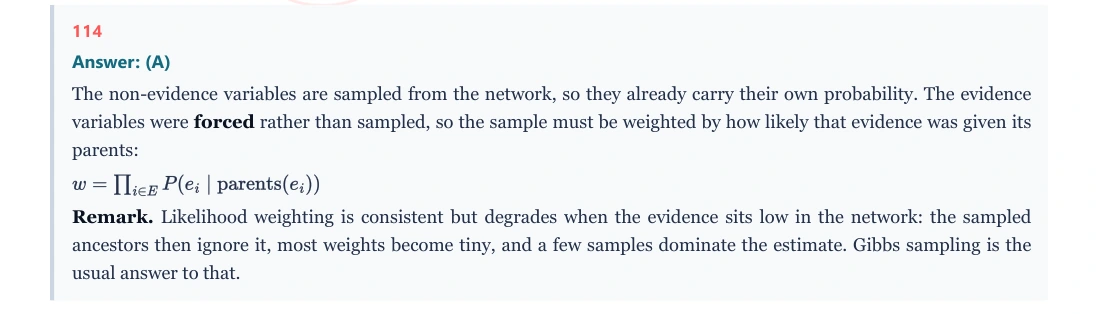 114
Answer: (A)
The non-evidence variables are sampled from the network, so they already carry their own probability. The evidence
variables were forced rather than sampled, so the sample must be weighted by how likely that evidence was given its
parents:
w = ∏_{i∈E} P(e_i | parents(e_i))
Remark. Likelihood weighting is consistent but degrades when the evidence sits low in the network: the sampled
ancestors then ignore it, most weights become tiny, and a few samples dominate the estimate. Gibbs sampling is the
usual answer to that.